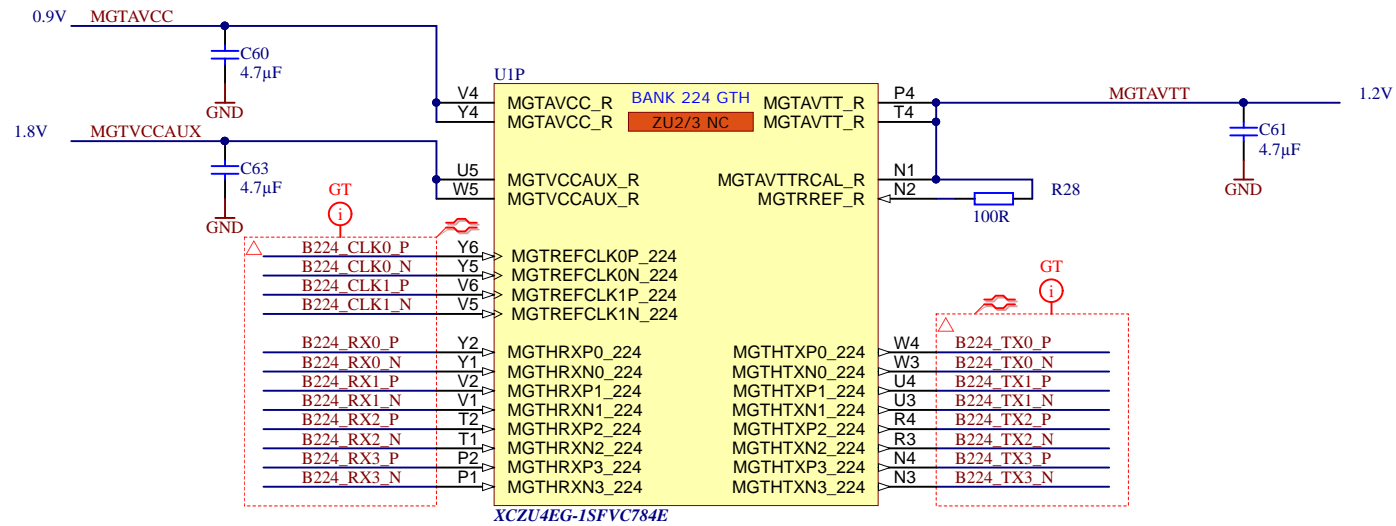 0.9V
MGTAVCC
C60
4.7µF
GND
1.8V
MGTVCCAUX
C63
4.7µF
GND
U1P
BANK 224 GTH
ZU2/3 NC
V4 MGTAVCC_R
Y4 MGTAVCC_R
U5 MGTVCCAUX_R
W5 MGTVCCAUX_R
MGTAVTT_R P4
MGTAVTT_R T4
MGTAVTTRCAL_R N1
MGTRREF_R N2
MGTAVTT
1.2V
C61
4.7µF
GND
R28
100R
GT
i
B224_CLK0_P Y6 MGTREFCLK0P_224
B224_CLK0_N Y5 MGTREFCLK0N_224
B224_CLK1_P V6 MGTREFCLK1P_224
B224_CLK1_N V5 MGTREFCLK1N_224
B224_RX0_P Y2 MGTHRXP0_224
B224_RX0_N Y1 MGTHRXN0_224
B224_RX1_P V2 MGTHRXP1_224
B224_RX1_N V1 MGTHRXN1_224
B224_RX2_P T2 MGTHRXP2_224
B224_RX2_N T1 MGTHRXN2_224
B224_RX3_P P2 MGTHRXP3_224
B224_RX3_N P1 MGTHRXN3_224
GT
i
MGTHTXP0_224 W4 B224_TX0_P
MGTHTXN0_224 W3 B224_TX0_N
MGTHTXP1_224 U4 B224_TX1_P
MGTHTXN1_224 U3 B224_TX1_N
MGTHTXP2_224 R4 B224_TX2_P
MGTHTXN2_224 R3 B224_TX2_N
MGTHTXP3_224 N4 B224_TX3_P
MGTHTXN3_224 N3 B224_TX3_N
XCZU4EG-1SFVC784E